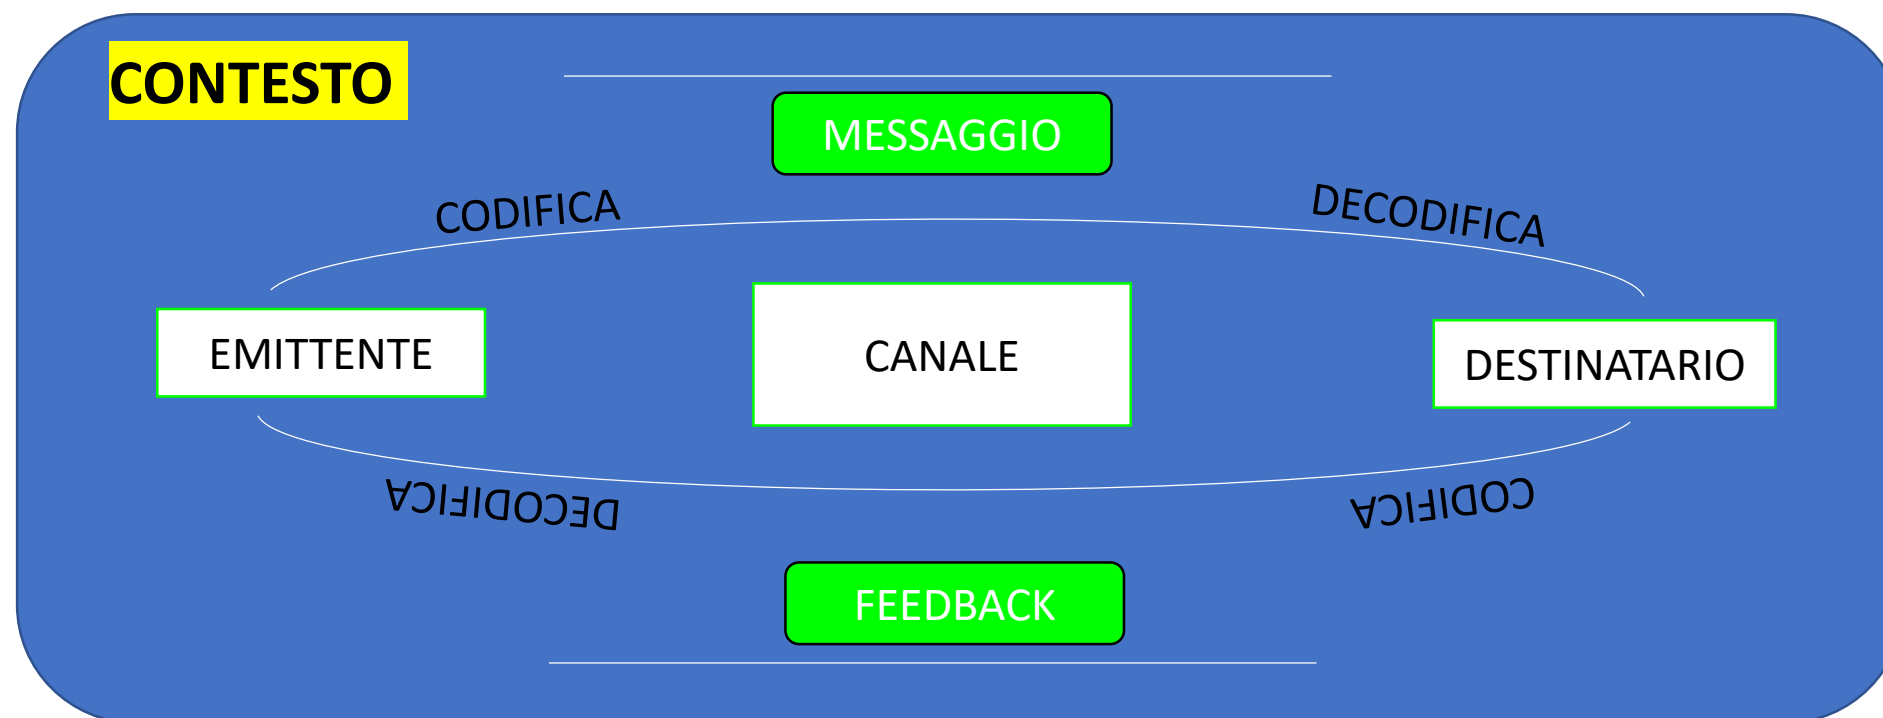 CONTESTO
MESSAGGIO
CODIFICA
DECODIFICA
EMITTENTE
CANALE
DESTINATARIO
DECODIFICA
CODIFICA
FEEDBACK